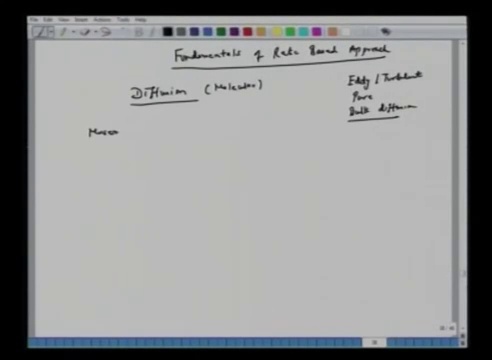 File Edit View Insert Actions Tools Help
Fundamentals of Rate Based Approach
Diffusion (Molecular)
Eddy / Turbulent
Pore
Bulk diffusion